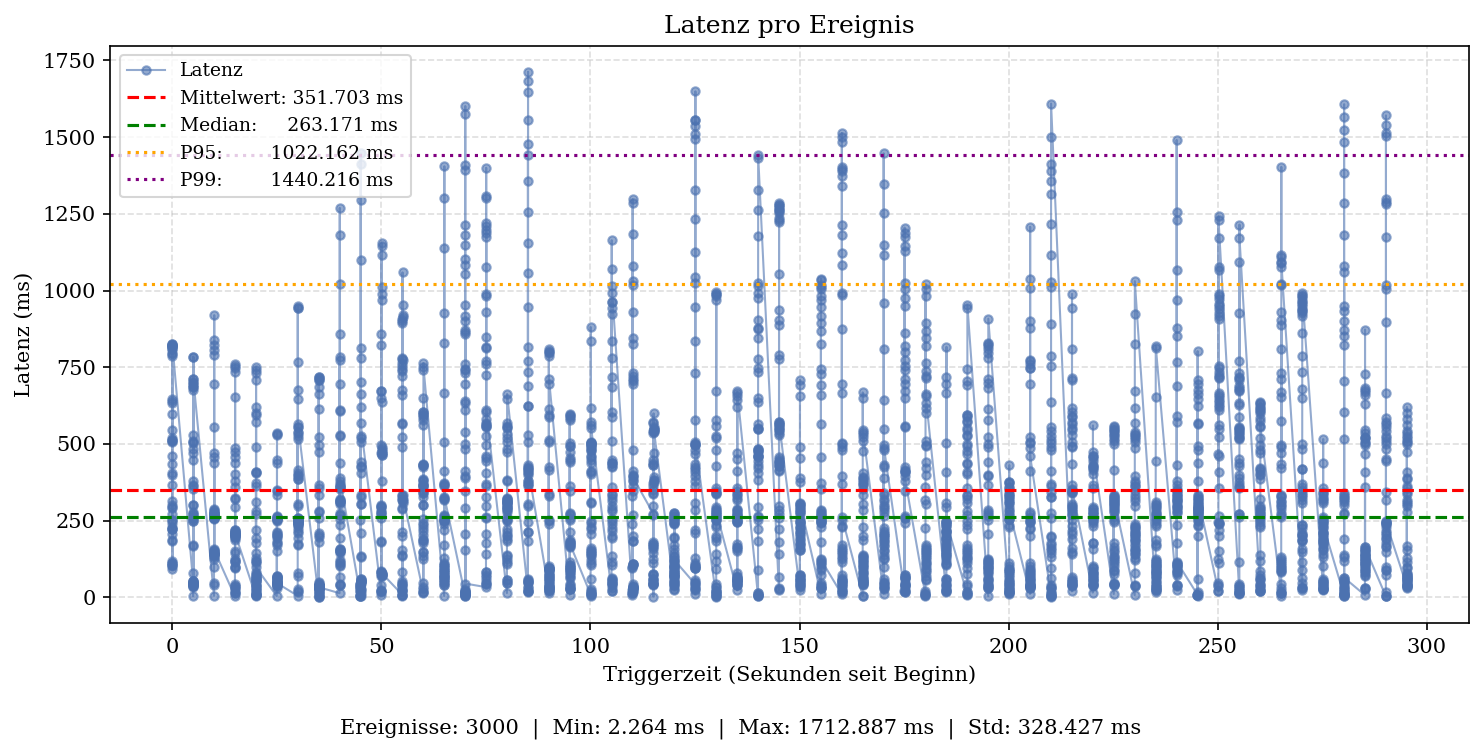 Latenz pro Ereignis
Latenz (ms)
1750
1500
1250
1000
750
500
250
0
Latenz
Mittelwert: 351.703 ms
Median: 263.171 ms
P95: 1022.162 ms
P99: 1440.216 ms
0 50 100 150 200 250 300
Triggerzeit (Sekunden seit Beginn)
Ereignisse: 3000 | Min: 2.264 ms | Max: 1712.887 ms | Std: 328.427 ms